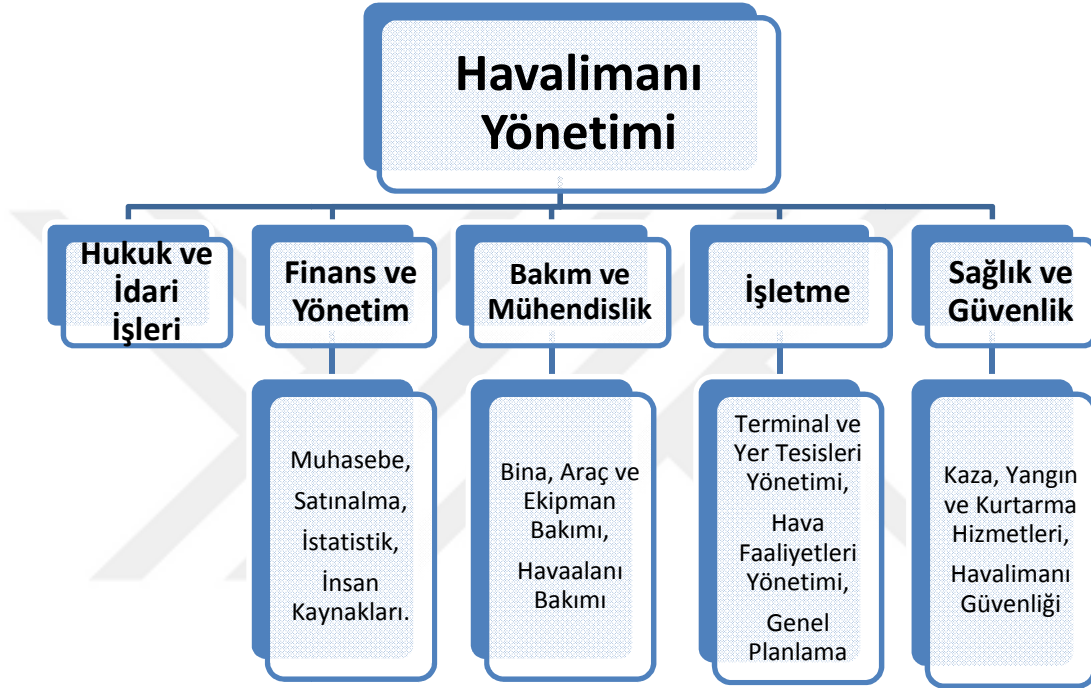 Havalimanı
Yönetimi
Hukuk ve
İdari
İşleri
Finans ve
Yönetim
Bakım ve
Mühendislik
İşletme
Sağlık ve
Güvenlik
Muhasebe,
Satınalma,
İstatistik,
İnsan
Kaynakları.
Bina, Araç ve
Ekipman
Bakımı,
Havaalanı
Bakımı
Terminal ve
Yer Tesisleri
Yönetimi,
Hava
Faaliyetleri
Yönetimi,
Genel
Planlama
Kaza, Yangın
ve Kurtarma
Hizmetleri,
Havalimanı
Güvenliği